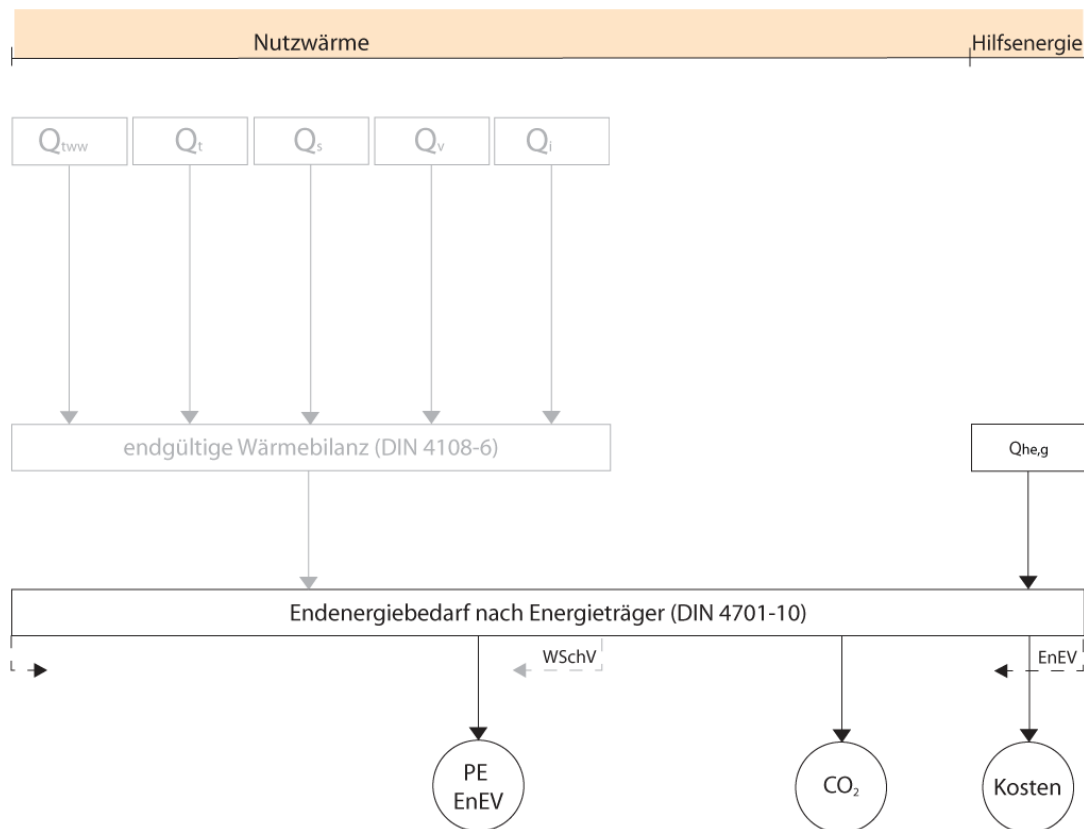 Nutzwärme
Hilfsenergie
Qtww
Qt
Qs
Qv
Qi
endgültige Wärmebilanz (DIN 4108-6)
Qhe,g
Endenergiebedarf nach Energieträger (DIN 4701-10)
WSchV
EnEV
PE
EnEV
CO₂
Kosten